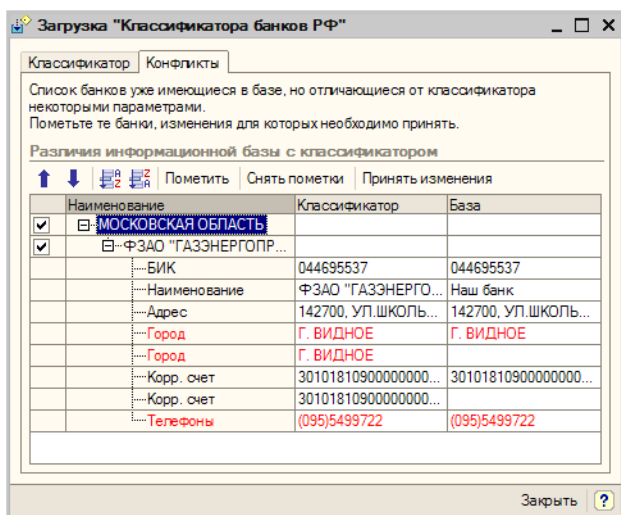 Загрузка "Классификатора банков РФ"
Классификатор Конфликты
Список банков уже имеющиеся в базе, но отличающиеся от классификатора
некоторыми параметрами.
Пометьте те банки, изменения для которых необходимо принять.
Различия информационной базы с классификатором
Пометить Снять пометки Принять изменения
Наименование Классификатор База
МОСКОВСКАЯ ОБЛАСТЬ
ФЗАО "ГАЗЭНЕРГОПР...
БИК 044695537 044695537
Наименование ФЗАО "ГАЗЭНЕРГО... Наш банк
Адрес 142700, УЛ.ШКОЛЬ... 142700, УЛ.ШКОЛЬ...
Город Г. ВИДНОЕ Г. ВИДНОЕ
Город Г. ВИДНОЕ
Корр. счет 30101810900000000... 30101810900000000...
Корр. счет 30101810900000000...
Телефоны (095)5499722 (095)5499722
Закрыть ?